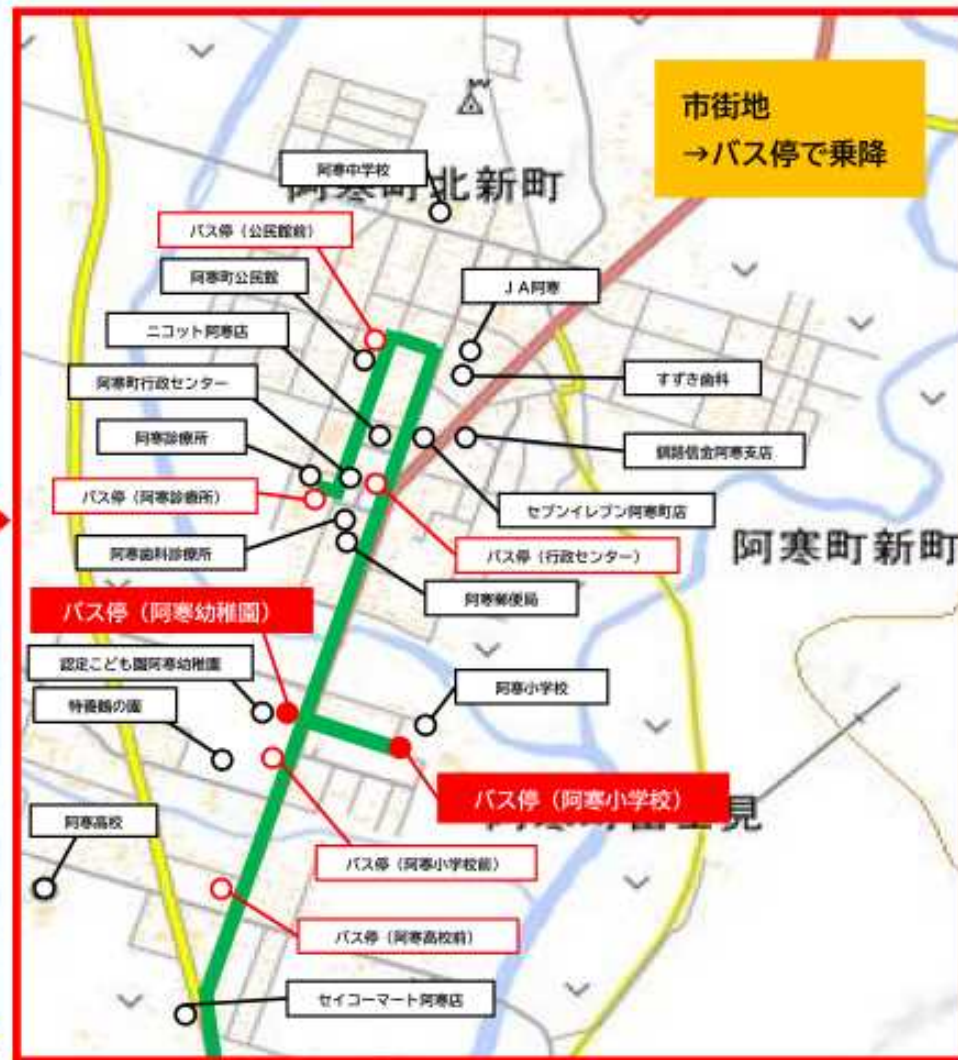 市街地
→バス停で乗降
阿寒中学校
阿寒町北新町
バス停（公民館前）
阿寒町公民館
JA阿寒
ニコット阿寒店
阿寒町行政センター
すずき歯科
阿寒診療所
釧路信金阿寒支店
バス停（阿寒診療所）
セブンイレブン阿寒町店
阿寒歯科診療所
バス停（行政センター）
阿寒町新町
阿寒郵便局
バス停（阿寒幼稚園）
認定こども園阿寒幼稚園
特養鶴の園
阿寒小学校
バス停（阿寒小学校）
見
阿寒高校
バス停（阿寒小学校前）
バス停（阿寒高校前）
セイコーマート阿寒店